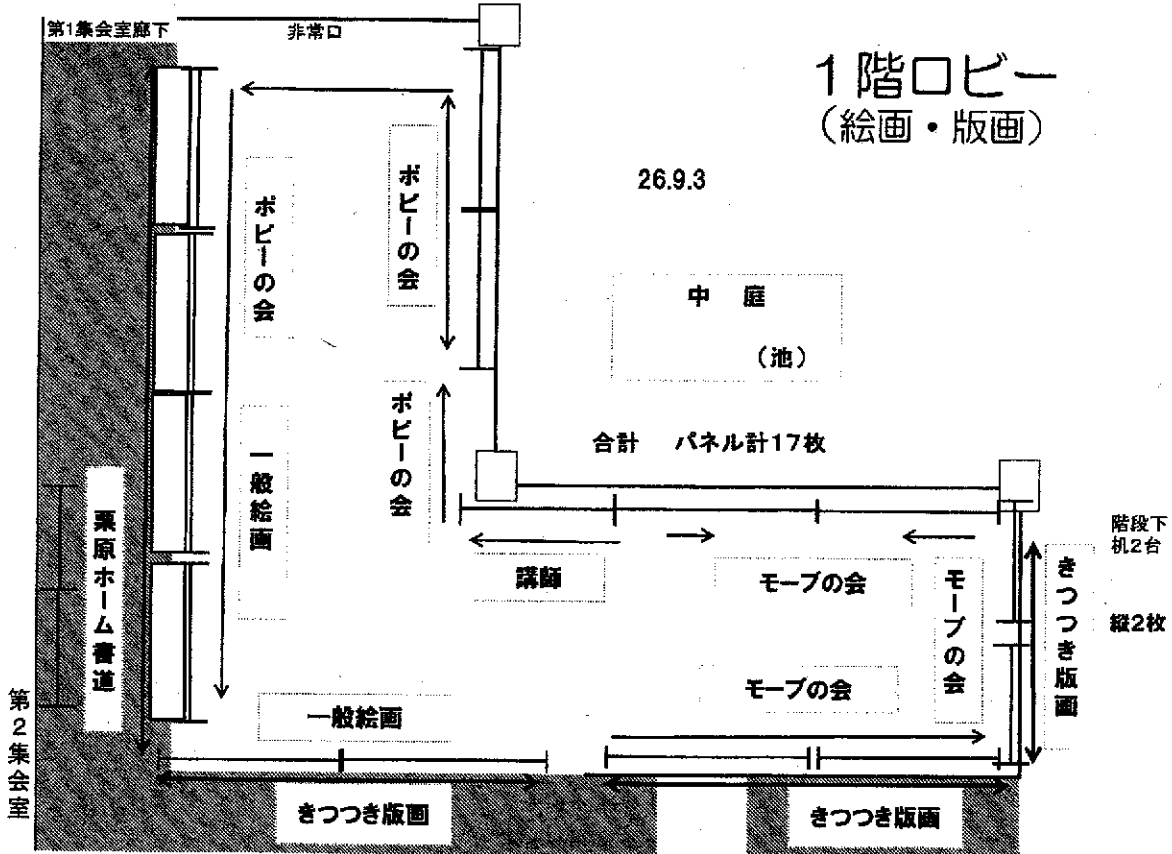 第1集会室廊下
非常口
1階ロビー
(絵画・版画)
26.9.3
ポピーの会
ポピーの会
中 庭
(池)
ポピーの会
一般絵画
合計 パネル計17枚
栗原ホーム書道
講師
モーブの会
モーブの会
きつつき版画
階段下
机2台
縦2枚
モーブの会
一般絵画
第2集会室
きつつき版画
きつつき版画